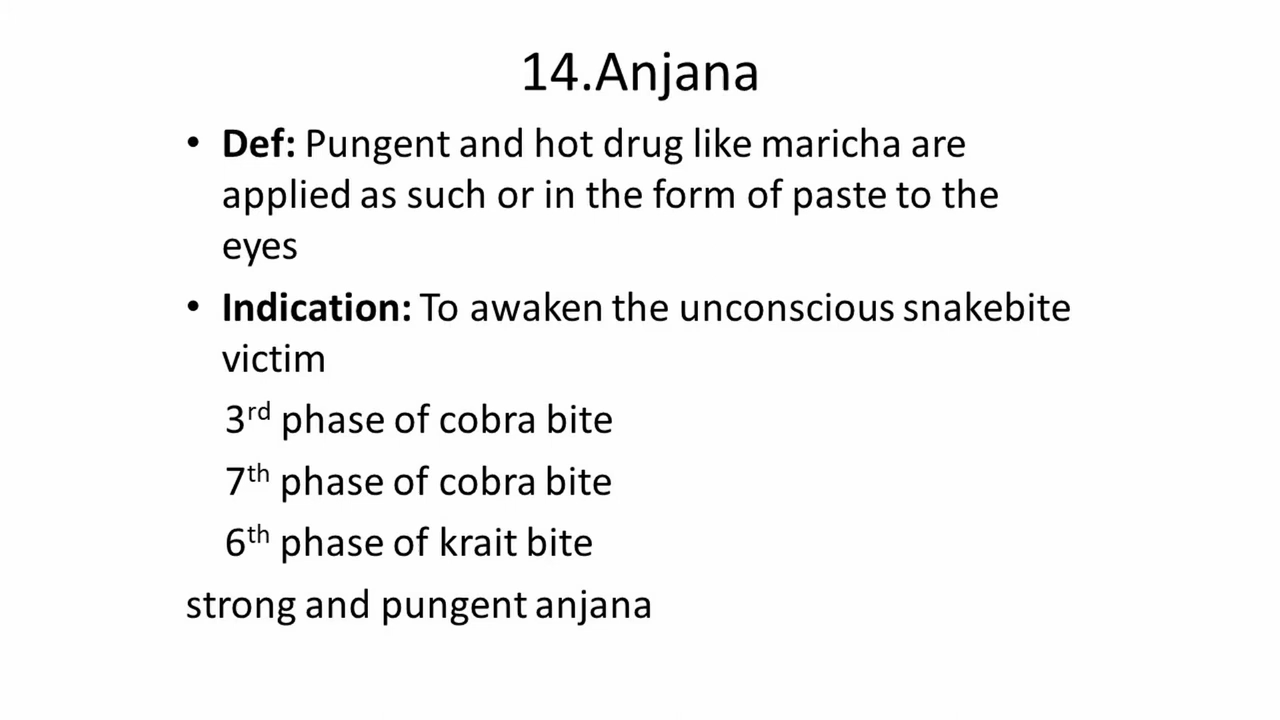 14.Anjana
• Def: Pungent and hot drug like maricha are
applied as such or in the form of paste to the
eyes
• Indication: To awaken the unconscious snakebite
victim
3rd phase of cobra bite
7th phase of cobra bite
6th phase of krait bite
strong and pungent anjana